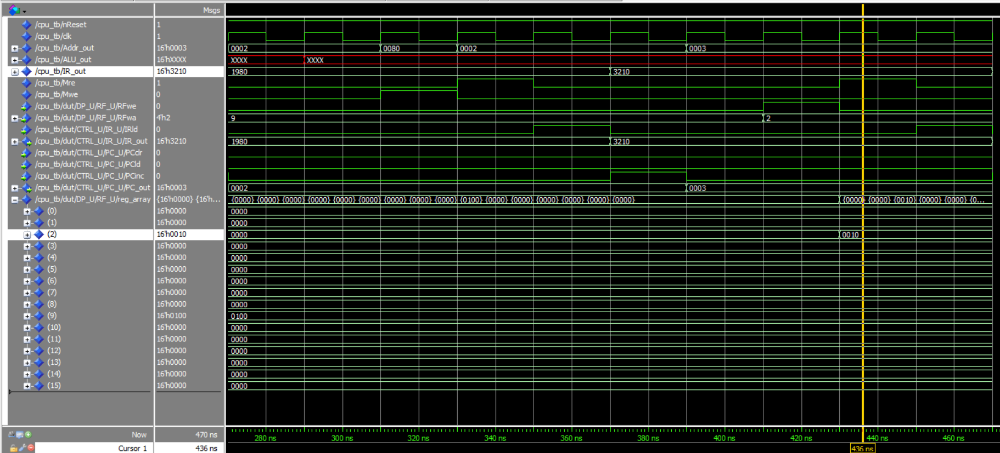 Msgs
/cpu_tb/nReset 1
/cpu_tb/clk 1
/cpu_tb/Addr_out 16'h0003 0002 0080 0002 0003
/cpu_tb/ALU_out 16'hXXXX XXXX XXXX
/cpu_tb/IR_out 16'h3210 1980 3210
/cpu_tb/Mre 1
/cpu_tb/Mwe 0
/cpu_tb/dut/DP_U/RF_U/RFwe 0
/cpu_tb/dut/DP_U/RF_U/RFwa 4'h2 9 2
/cpu_tb/dut/CTRL_U/IR_U/IRld 0
/cpu_tb/dut/CTRL_U/IR_U/IR_out 16'h3210 1980 3210
/cpu_tb/dut/CTRL_U/PC_U/PCclr 0
/cpu_tb/dut/CTRL_U/PC_U/PCld 0
/cpu_tb/dut/CTRL_U/PC_U/PCinc 0
/cpu_tb/dut/CTRL_U/PC_U/PC_out 16'h0003 0002 0003
/cpu_tb/dut/DP_U/RF_U/reg_array {16'h0000} {16'h... {0000} {0000} {0000} {0000} {0000} {0000} {0000} {0000} {0000} {0100} {0000} {0000} {0000} {0000} {0000} {0000} {0000} {0000} {0010} {0000} {0000} {0...
(0) 16'h0000 0000
(1) 16'h0000 0000
(2) 16'h0010 0000 0010
(3) 16'h0000 0000
(4) 16'h0000 0000
(5) 16'h0000 0000
(6) 16'h0000 0000
(7) 16'h0000 0000
(8) 16'h0000 0000
(9) 16'h0100 0100
(10) 16'h0000 0000
(11) 16'h0000 0000
(12) 16'h0000 0000
(13) 16'h0000 0000
(14) 16'h0000 0000
(15) 16'h0000 0000
Now 470 ns 280 ns 300 ns 320 ns 340 ns 360 ns 380 ns 400 ns 420 ns 440 ns 460 ns
Cursor 1 436 ns 436 ns